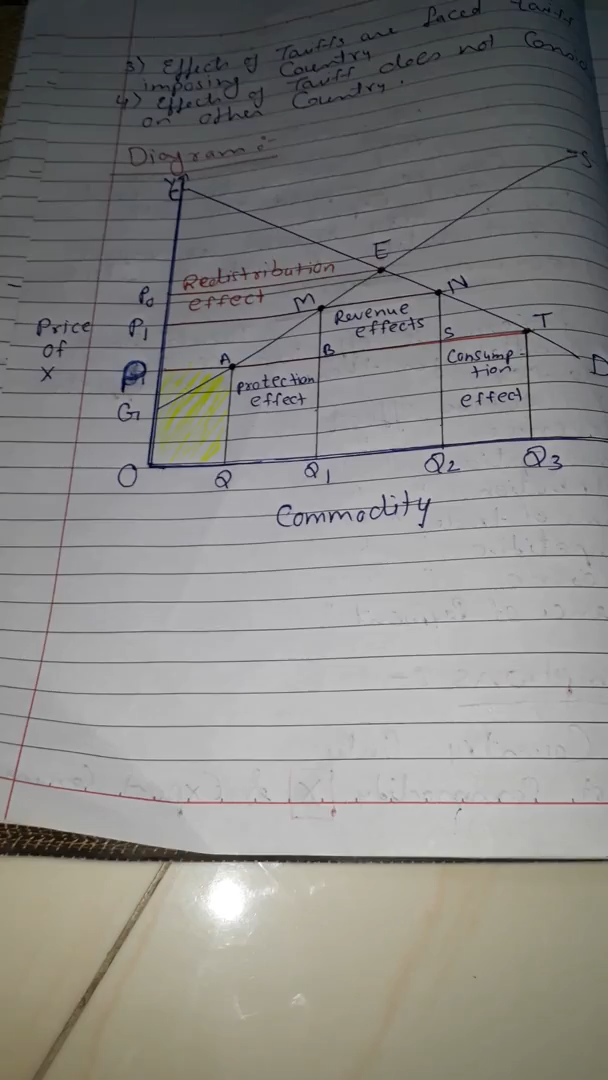 3) Effects of Tariffs are faced
imposing Country
4) effects of Tariff does not
on other Country.
Diagram :-
Y
E
S
E
Redistribution
P₀
effect
M
N
Price
P₁
Revenue
effects
T
of
A
B
S
X
P
protection
Consump-
tion
D
G
effect
effect
O
Q
Q₁
Q₂
Q₃
Commodity